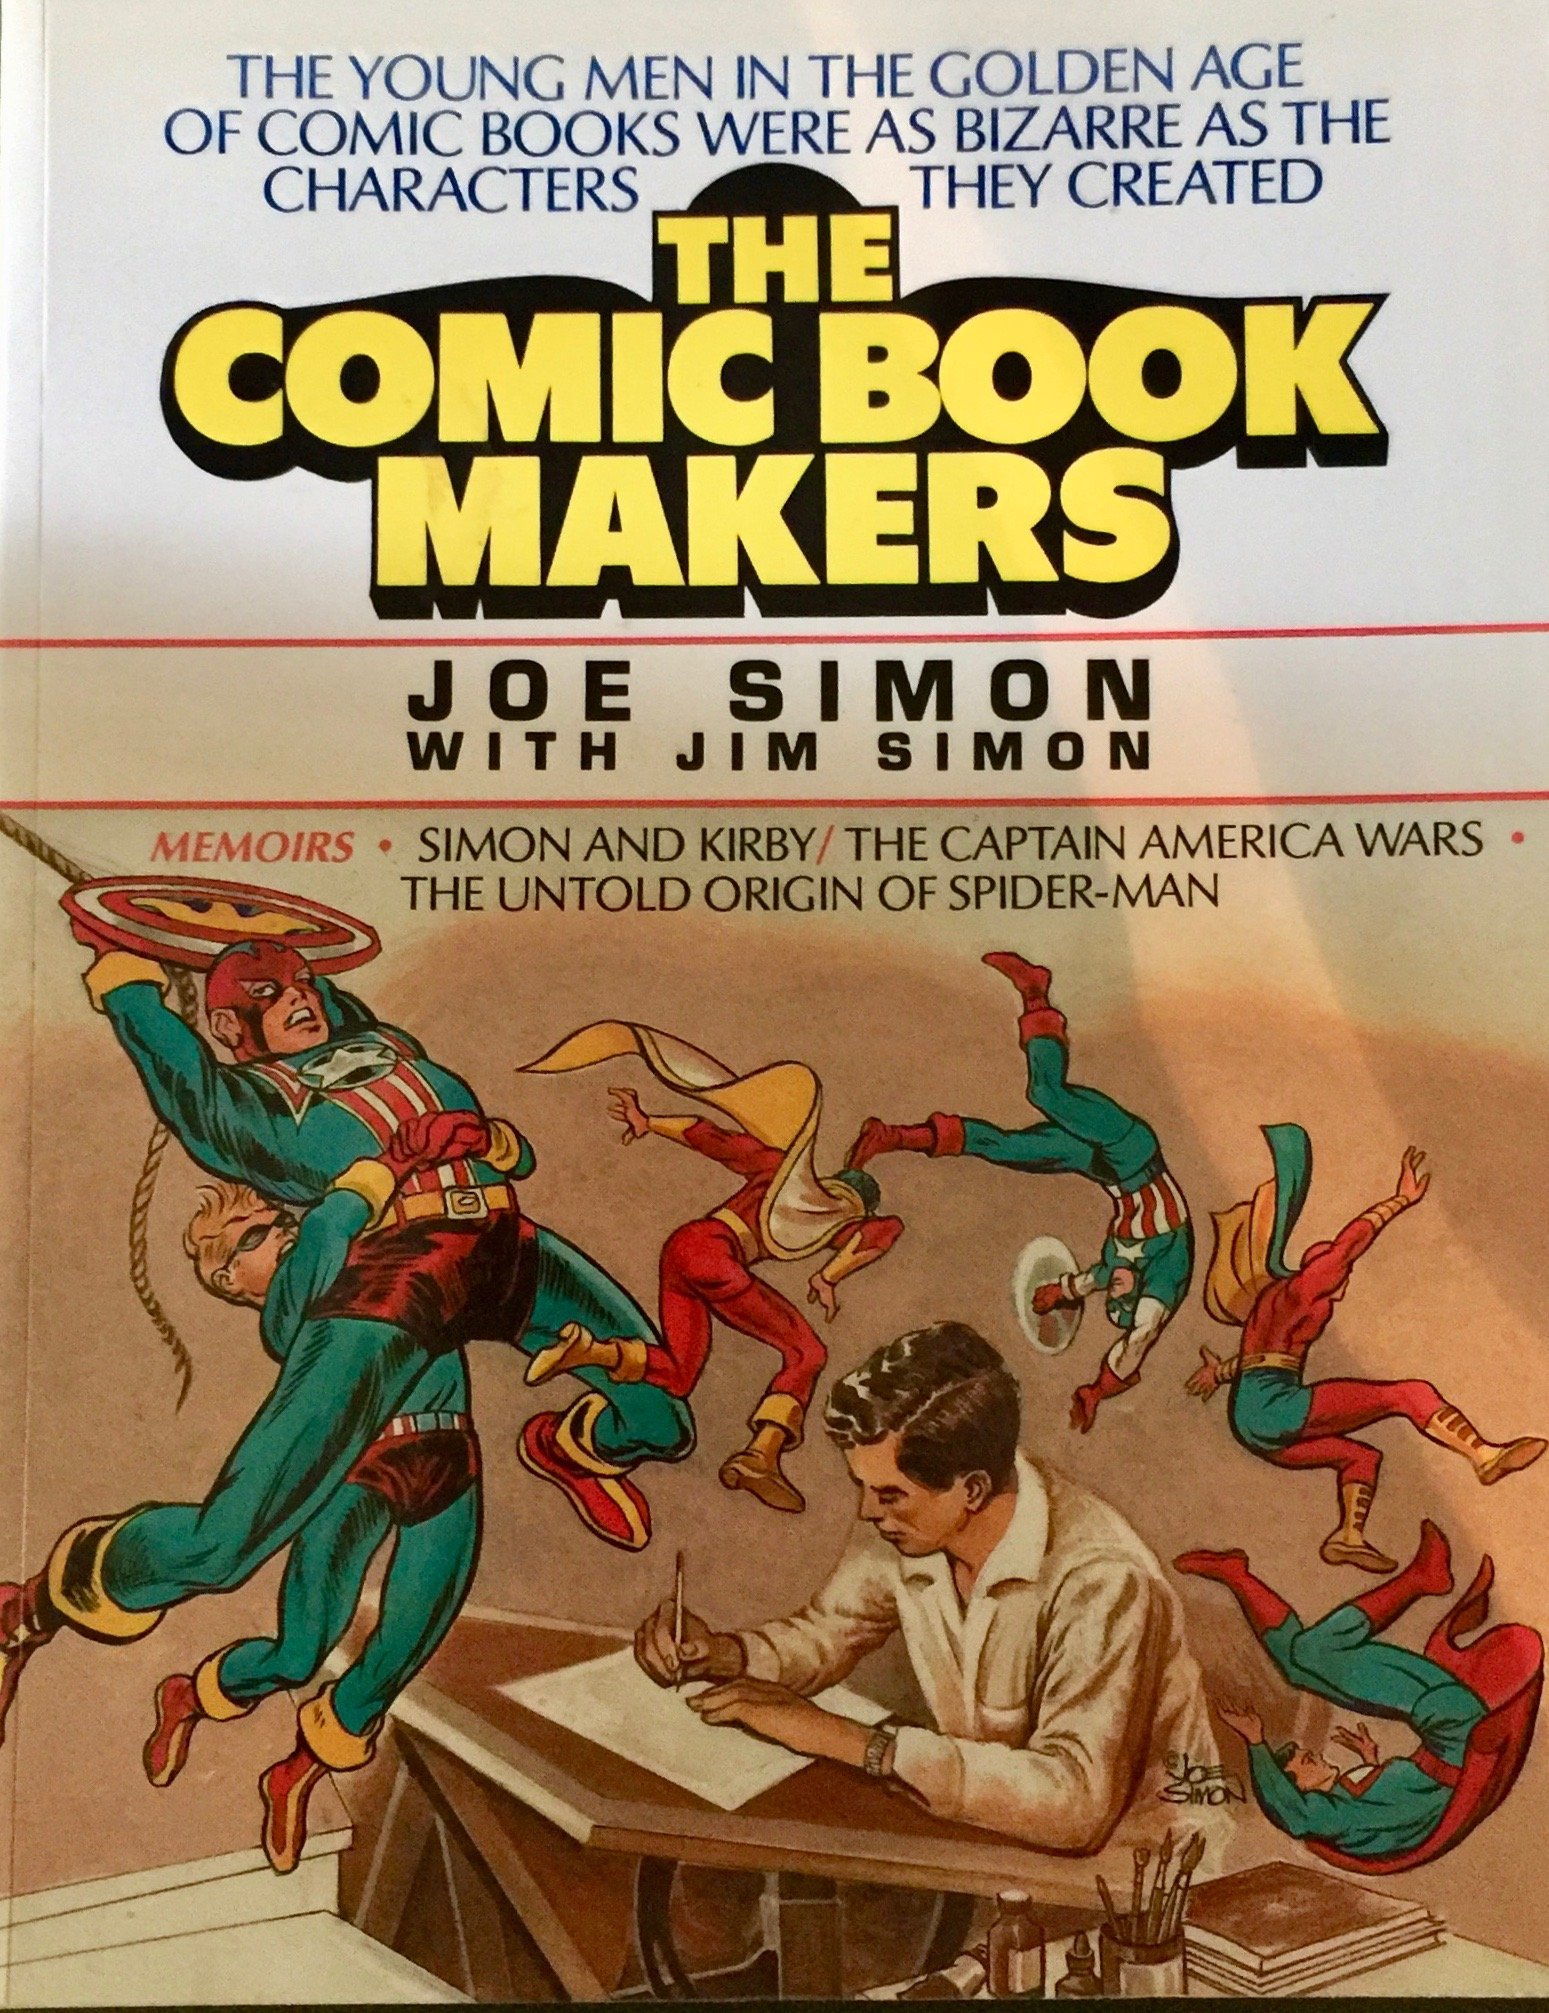 THE YOUNG MEN IN THE GOLDEN AGE
OF COMIC BOOKS WERE AS BIZARRE AS THE
CHARACTERS THEY CREATED
THE
COMIC BOOK
MAKERS
JOE SIMON
WITH JIM SIMON
MEMOIRS • SIMON AND KIRBY/ THE CAPTAIN AMERICA WARS •
THE UNTOLD ORIGIN OF SPIDER-MAN
© JOE
SIMON